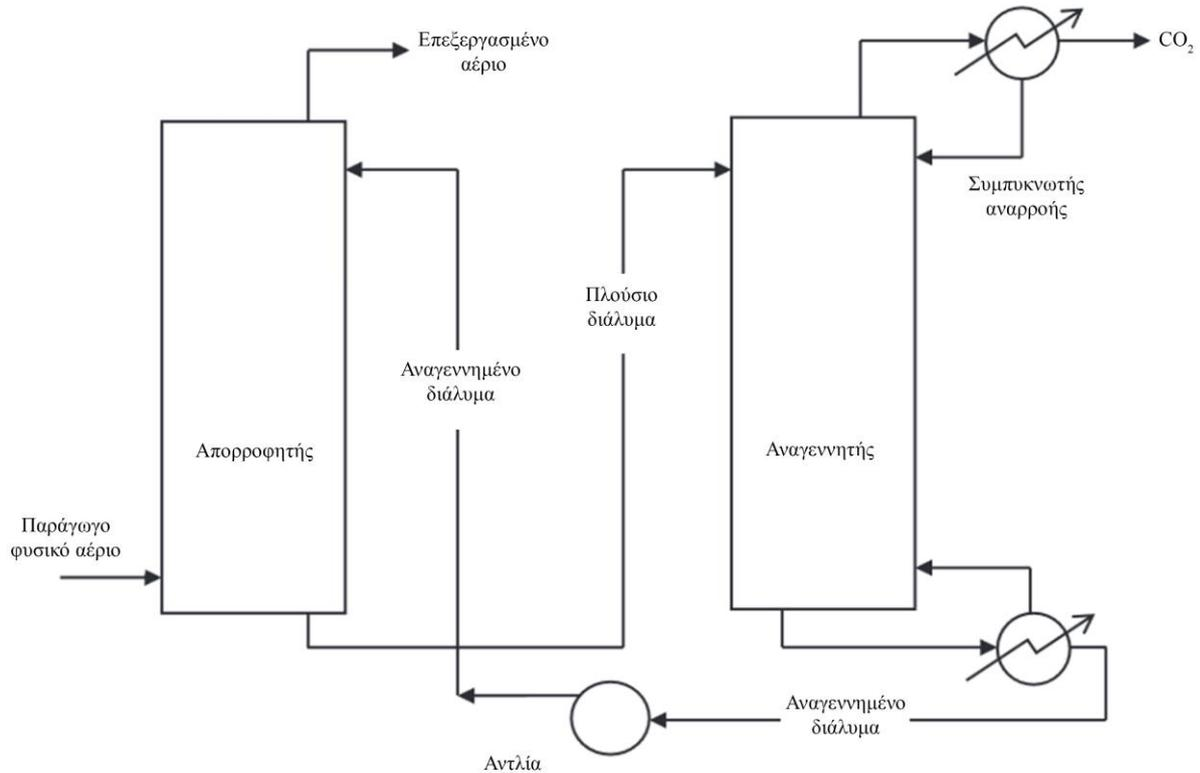 Επεξεργασμένο
αέριο
CO₂
Συμπυκνωτής
αναρροής
Πλούσιο
διάλυμα
Αναγεννημένο
διάλυμα
Απορροφητής
Αναγεννητής
Παράγωγο
φυσικό αέριο
Αναγεννημένο
διάλυμα
Αντλία